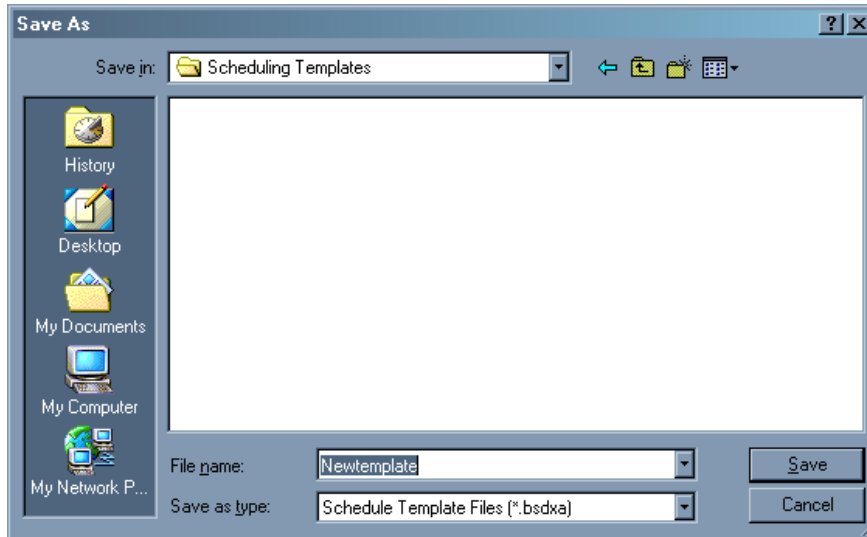 Save As
Save in: Scheduling Templates
History
Desktop
My Documents
My Computer
My Network P...
File name: Newtemplate Save
Save as type: Schedule Template Files (*.bsdxa) Cancel